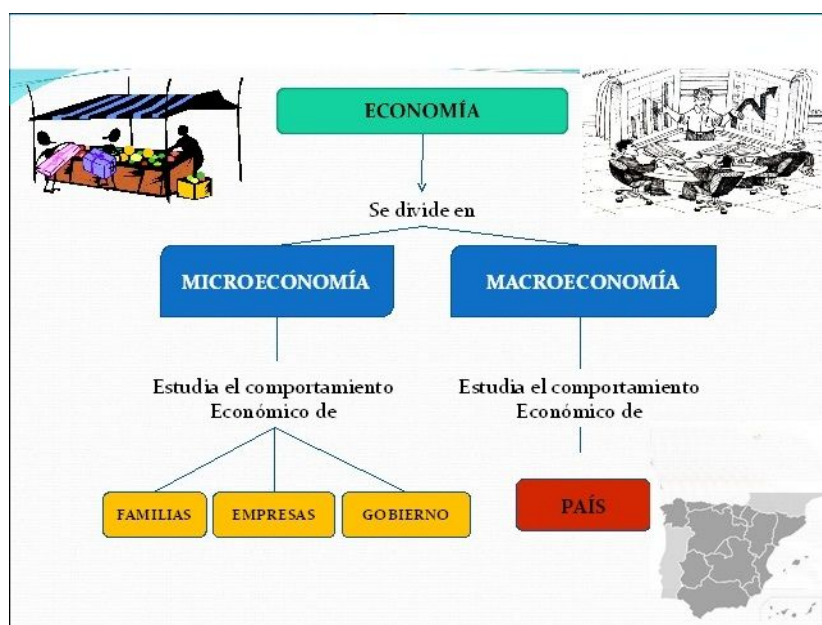 ECONOMÍA
Se divide en
MICROECONOMÍA
MACROECONOMÍA
Estudia el comportamiento
Económico de
Estudia el comportamiento
Económico de
FAMILIAS
EMPRESAS
GOBIERNO
PAÍS